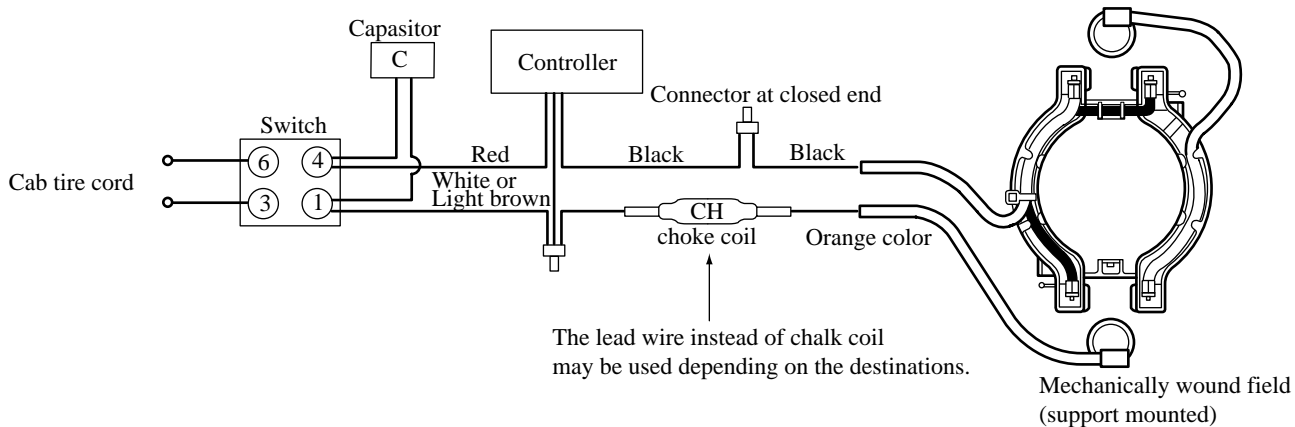 Capasitor
C
Controller
Connector at closed end
Switch
6
4
Red
Black
Black
Cab tire cord
White or
Light brown
3
1
CH
choke coil
Orange color
The lead wire instead of chalk coil
may be used depending on the destinations.
Mechanically wound field
(support mounted)